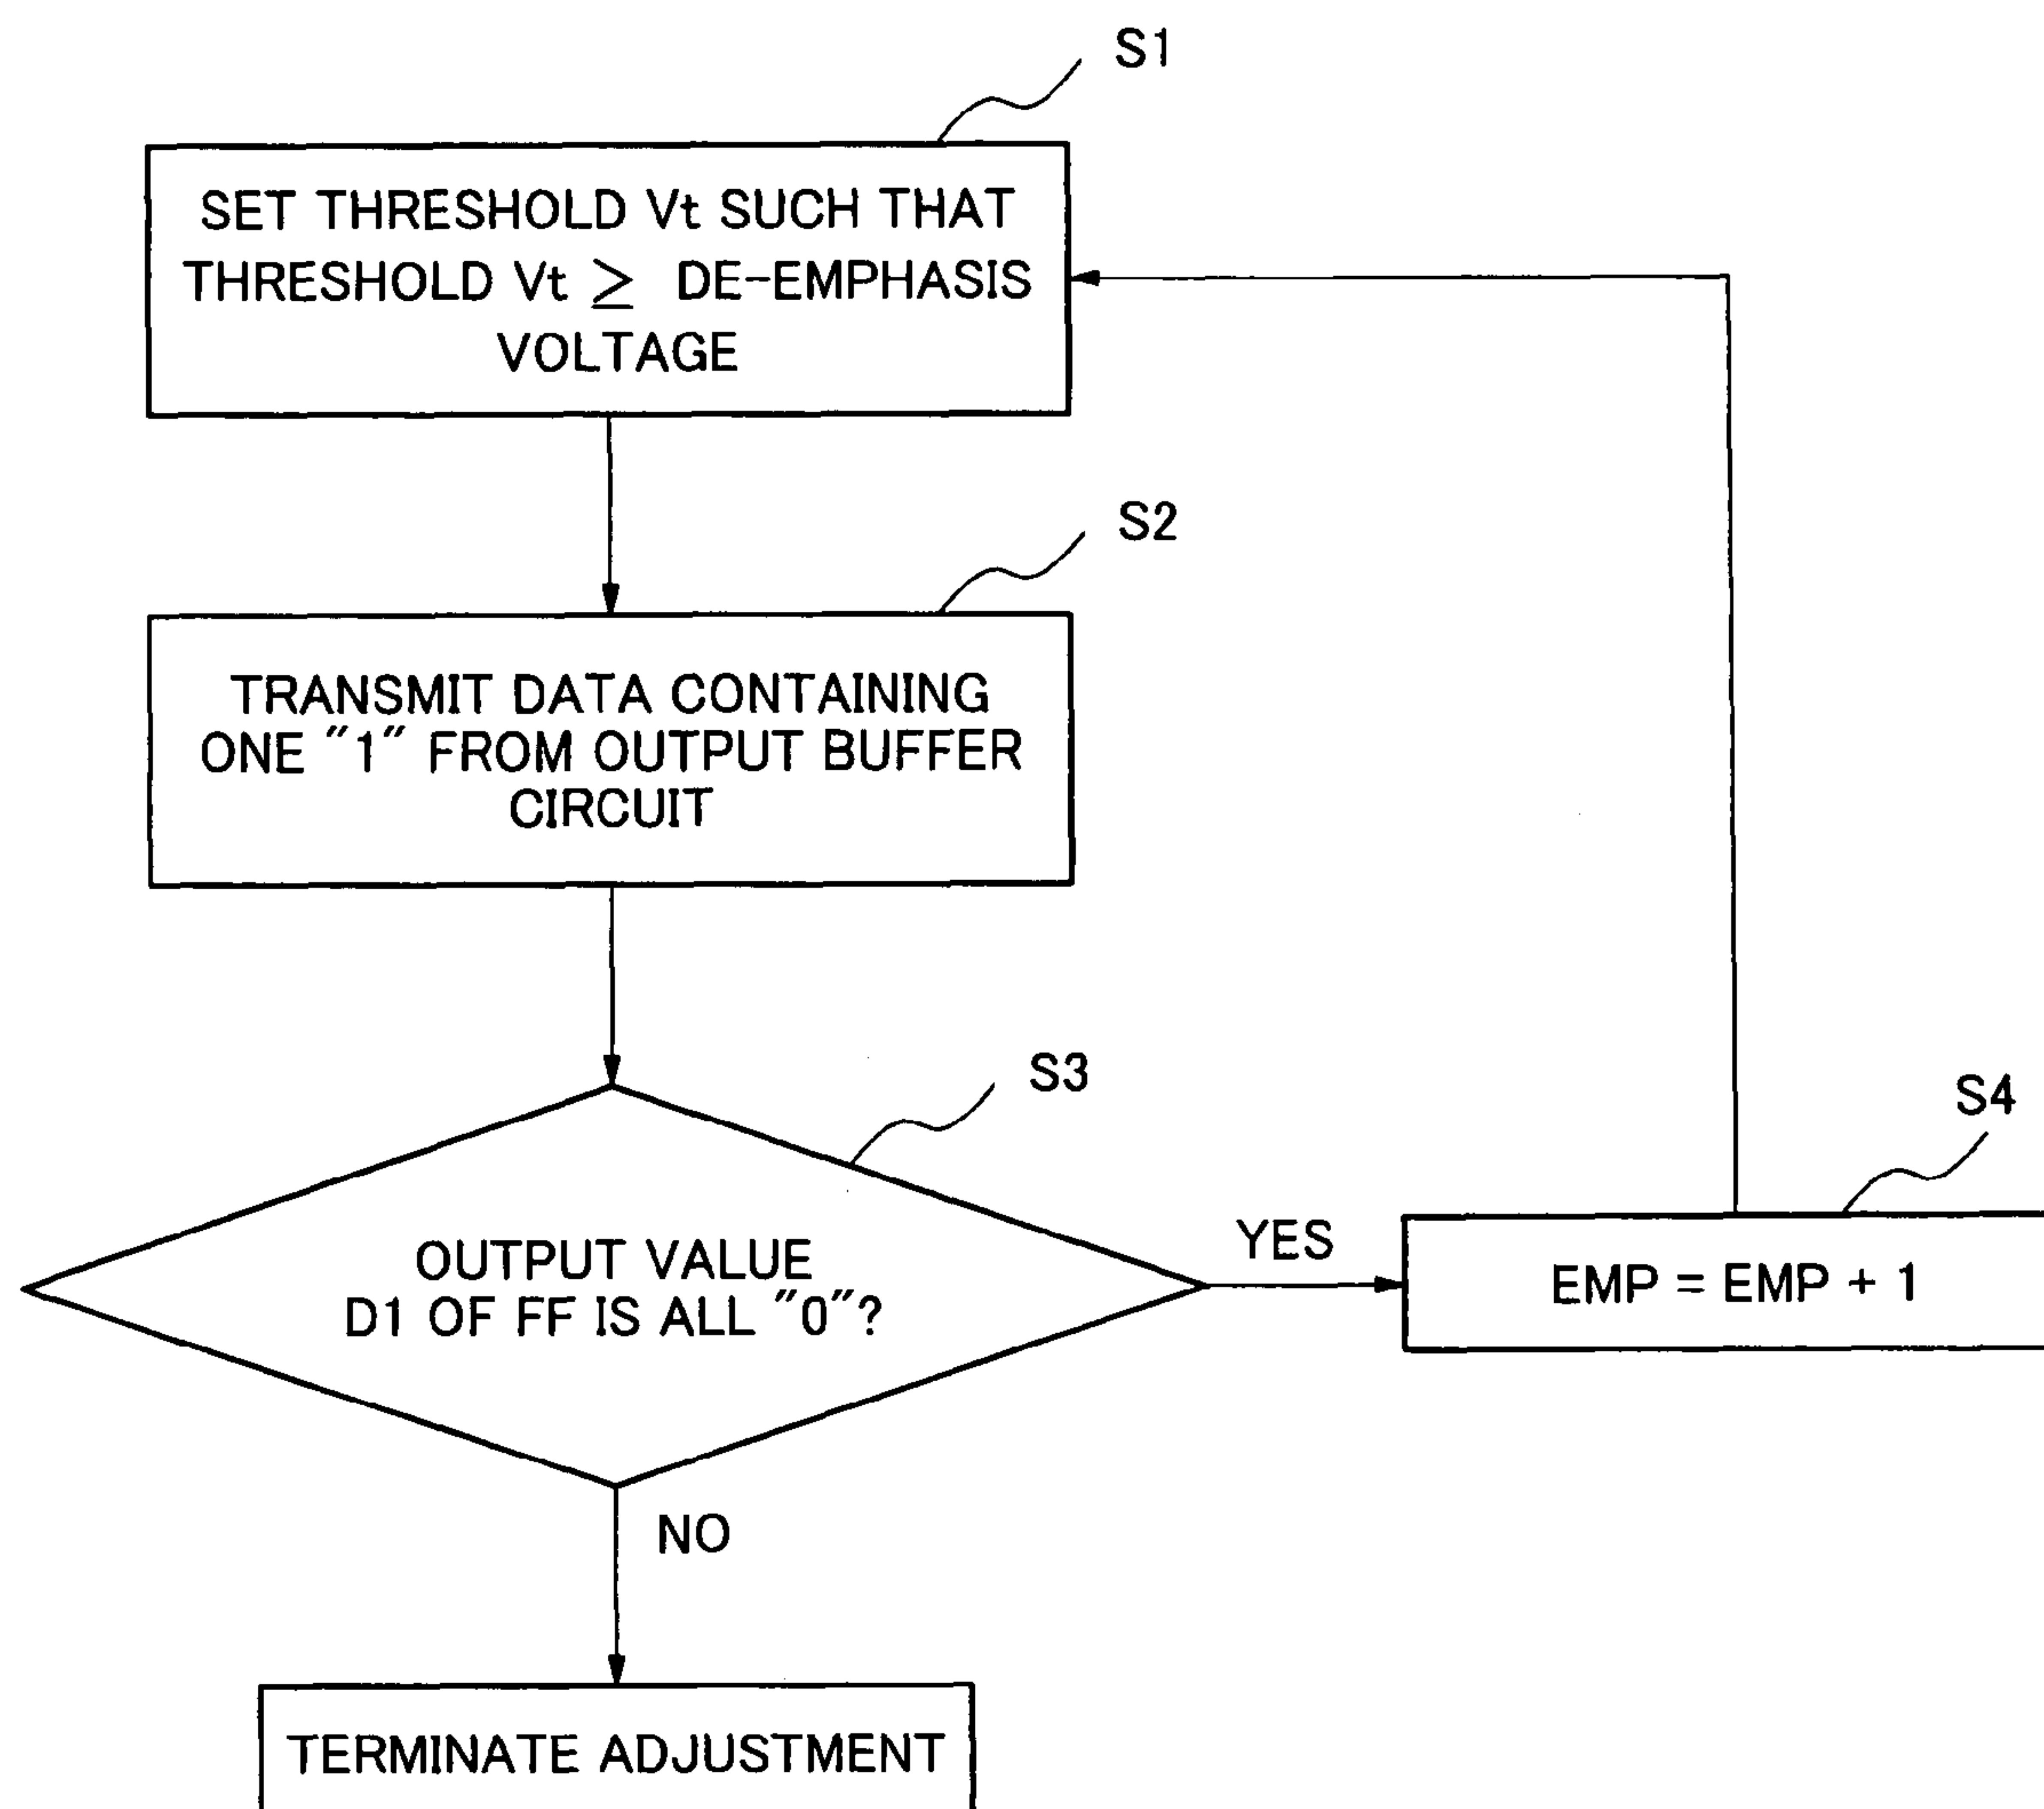 S1
SET THRESHOLD Vt SUCH THAT
THRESHOLD Vt ≥ DE-EMPHASIS
VOLTAGE
S2
TRANSMIT DATA CONTAINING
ONE "1" FROM OUTPUT BUFFER
CIRCUIT
S3
OUTPUT VALUE
D1 OF FF IS ALL "0"?
YES
S4
EMP = EMP + 1
NO
TERMINATE ADJUSTMENT